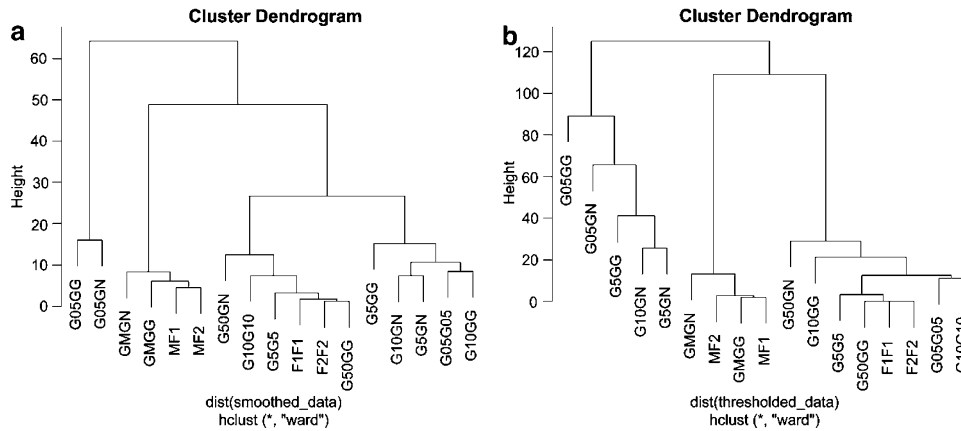 a
Cluster Dendrogram
Height
60
50
40
30
20
10
0
G05GG
G05GN
GMGN
GMGG
MF1
MF2
G50GN
G10G10
G5G5
F1F1
F2F2
G50GG
G5GG
G10GN
G5GN
G05G05
G10GG
dist(smoothed_data)
hclust (*, "ward")
b
Cluster Dendrogram
Height
120
100
80
60
40
20
0
G05GG
G05GN
G5GG
G10GN
G5GN
GMGN
MF2
GMGG
MF1
G50GN
G10GG
G5G5
G50GG
F1F1
F2F2
G05G05
G10G10
dist(thresholded_data)
hclust (*, "ward")